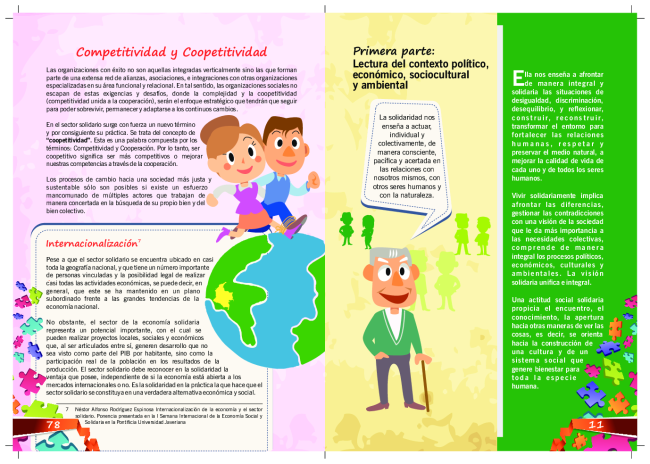 Competitividad y Coopetitividad
Las organizaciones con éxito no son aquellas integradas verticalmente sino las que forman
parte de una extensa red de alianzas, asociaciones, e integraciones con otras organizaciones
especializadas en su área funcional y relacional. En tal sentido, las organizaciones sociales no
escapan de estas exigencias y desafíos, donde la complejidad y la coopetitividad
(competitividad unida a la cooperación), serán el enfoque estratégico que tendrán que seguir
para poder sobrevivir, permanecer y adaptarse a los continuos cambios.
En el sector solidario surge con fuerza un nuevo término
y por consiguiente su práctica. Se trata del concepto de
“coopetitividad”. Esta es una palabra compuesta por los
términos: Competitividad y Cooperación. Por lo tanto, ser
coopetitivo significa ser más competitivos o mejorar
nuestras competencias a través de la cooperación.
Los procesos de cambio hacia una sociedad más justa y
sustentable sólo son posibles si existe un esfuerzo
mancomunado de múltiples actores que trabajan de
manera concertada en la búsqueda de su propio bien y del
bien colectivo.
Internacionalización7
Pese a que el sector solidario se encuentra ubicado en casi
toda la geografía nacional, y que tiene un número importante
de personas vinculadas y la posibilidad legal de realizar
casi todas las actividades económicas, se puede decir, en
general, que este se ha mantenido en un plano
subordinado frente a las grandes tendencias de la
economía nacional.
No obstante, el sector de la economía solidaria
representa un potencial importante, con el cual se
pueden realizar proyectos locales, sociales y económicos
que, al ser articulados entre sí, generen desarrollo que no
sea visto como parte del PIB por habitante, sino como la
participación real de la población en los resultados de la
producción. El sector solidario debe reconocer en la solidaridad la
ventaja que posee, independiente de si la economía está abierta a los
mercados internacionales o no. Es la solidaridad en la práctica la que hace que el
sector solidario se constituya en una verdadera alternativa económica y social.
7 Néstor Alfonso Rodríguez Espinosa Internacionalización de la economía y el sector
solidario. Ponencia presentada en la I Semana Internacional de la Economía Social y
Solidaria en la Pontificia Universidad Javeriana
78
Primera parte:
Lectura del contexto político,
económico, sociocultural
y ambiental
La solidaridad nos
enseña a actuar,
individual y
colectivamente, de
manera consciente,
pacífica y acertada en
las relaciones con
nosotros mismos, con
otros seres humanos y
con la naturaleza.
Ella nos enseña a afrontar
de manera integral y
solidaria las situaciones de
desigualdad, discriminación,
desequilibrio, y reflexionar,
construir, reconstruir,
transformar el entorno para
fortalecer las relaciones
humanas, respetar y
preservar el medio natural, a
mejorar la calidad de vida de
cada uno y de todos los seres
humanos.
Vivir solidariamente implica
afrontar las diferencias,
gestionar las contradicciones
con una visión de la sociedad
que le da más importancia a
las necesidades colectivas,
comprende de manera
integral los procesos políticos,
económicos, culturales y
ambientales. La visión
solidaria unifica e integral.
Una actitud social solidaria
propicia el encuentro, el
conocimiento, la apertura
hacia otras maneras de ver las
cosas, es decir, se orienta
hacia la construcción de
una cultura y de un
sistema social que
genere bienestar para
toda la especie
humana.
11